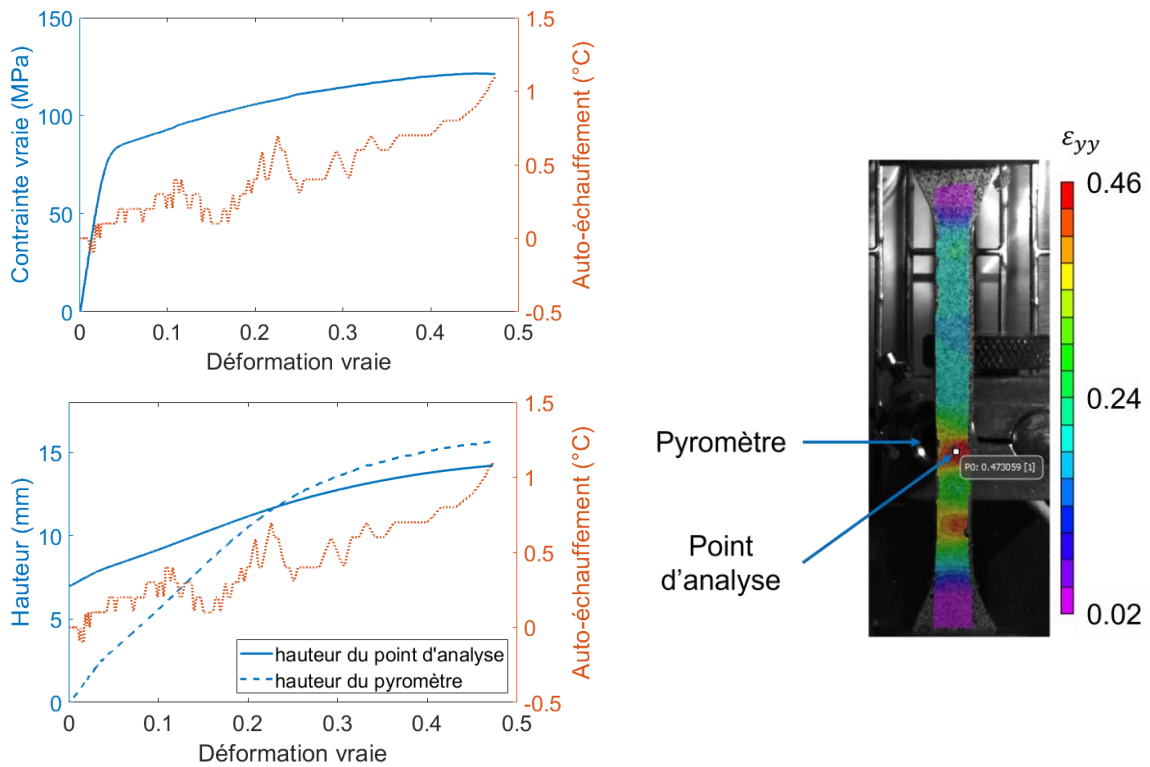 Contrainte vraie (MPa)
150
100
50
0
1.5
1
0.5
0
-0.5
Auto-échauffement (°C)
0 0.1 0.2 0.3 0.4 0.5
Déformation vraie
Hauteur (mm)
15
10
5
0
1.5
1
0.5
0
-0.5
Auto-échauffement (°C)
hauteur du point d'analyse
hauteur du pyromètre
0 0.1 0.2 0.3 0.4 0.5
Déformation vraie
εyy
0.46
0.24
0.02
Pyromètre
P0: 0.473059 [1]
Point
d'analyse